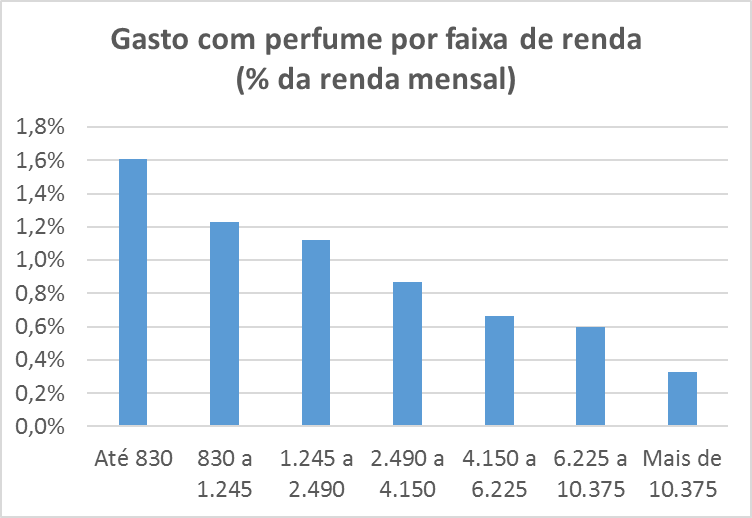 Gasto com perfume por faixa de renda
(% da renda mensal)
1,8%
1,6%
1,4%
1,2%
1,0%
0,8%
0,6%
0,4%
0,2%
0,0%
Até 830
830 a
1.245
1.245 a
2.490
2.490 a
4.150
4.150 a
6.225
6.225 a
10.375
Mais de
10.375